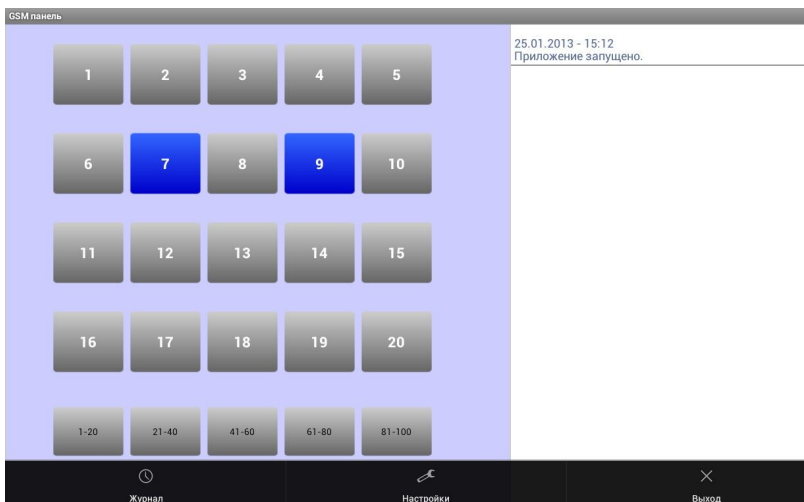 GSM панель
25.01.2013 - 15:12
Приложение запущено.
1 2 3 4 5
6 7 8 9 10
11 12 13 14 15
16 17 18 19 20
1-20 21-40 41-60 61-80 81-100
Журнал Настройки Выход